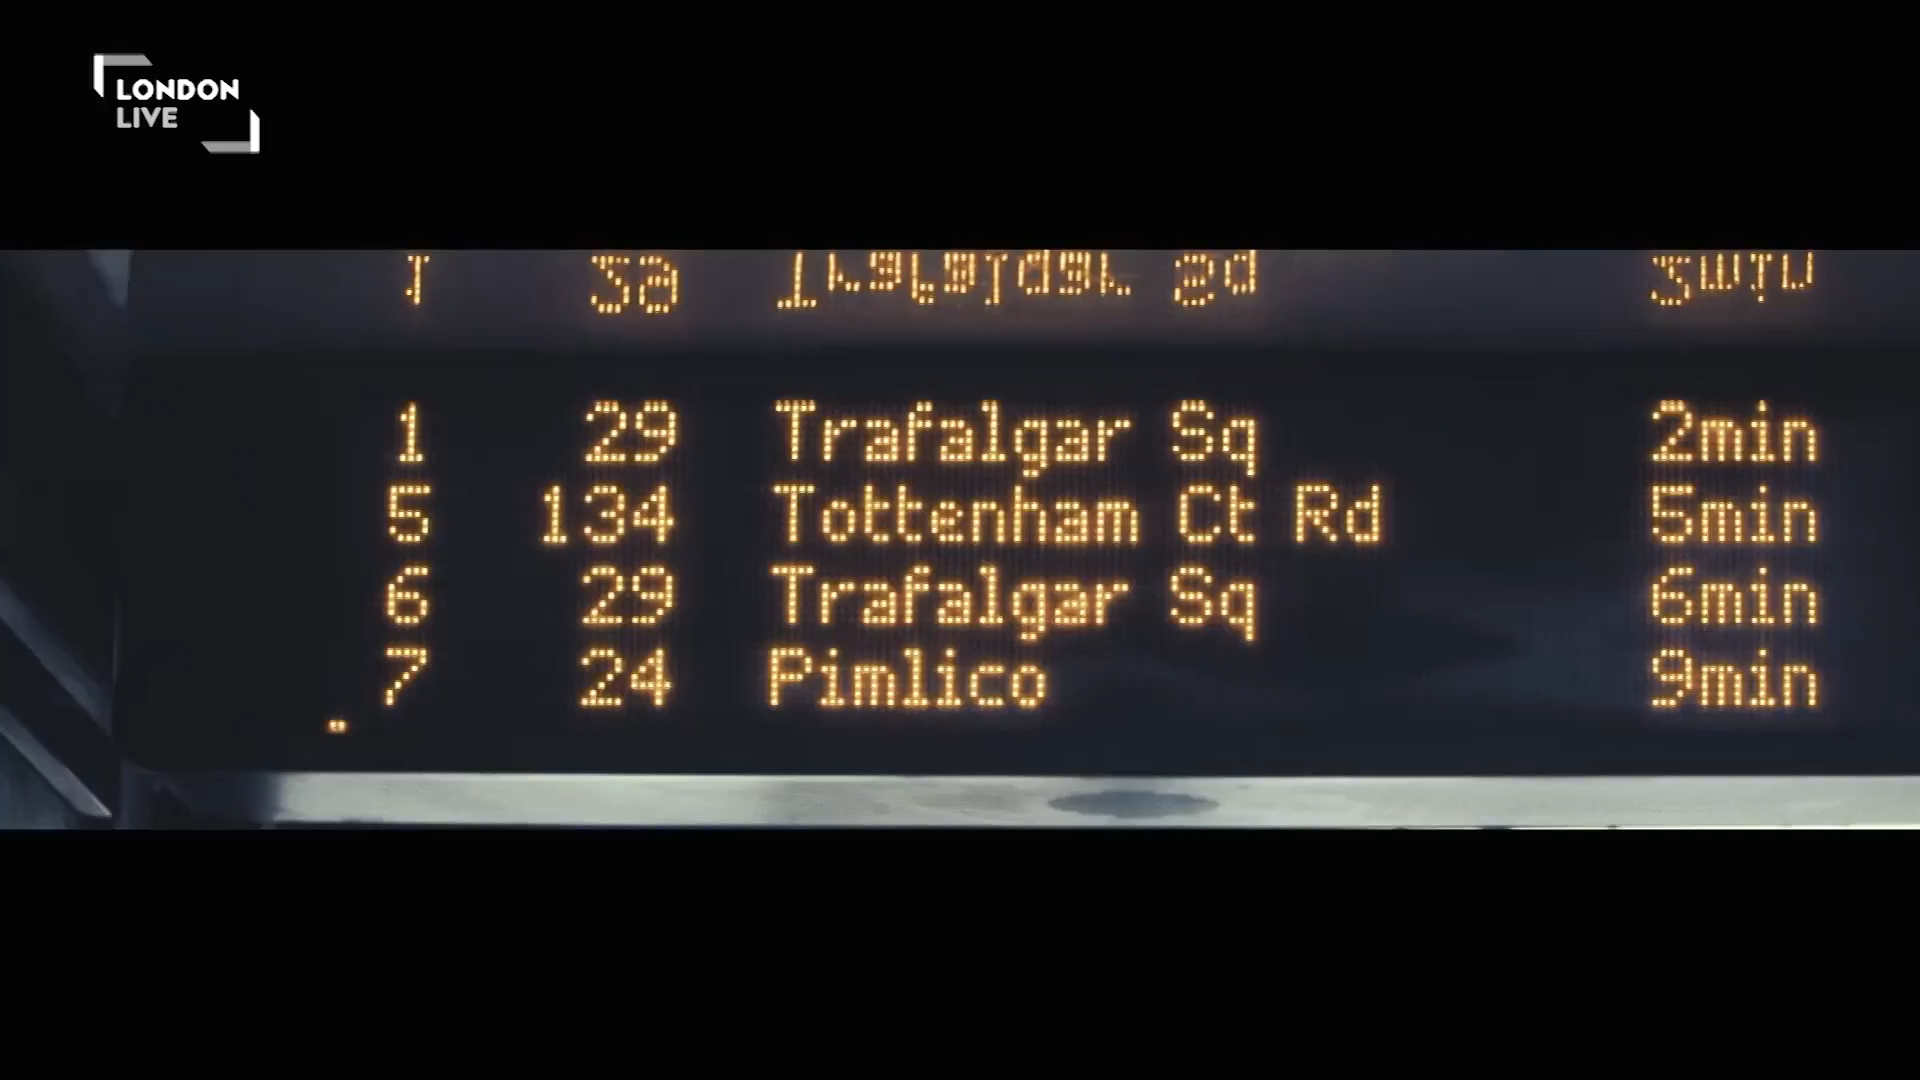 LONDON
LIVE
1 29 Trafalgar Sq 2min
5 134 Tottenham Ct Rd 5min
6 29 Trafalgar Sq 6min
7 24 Pimlico 9min